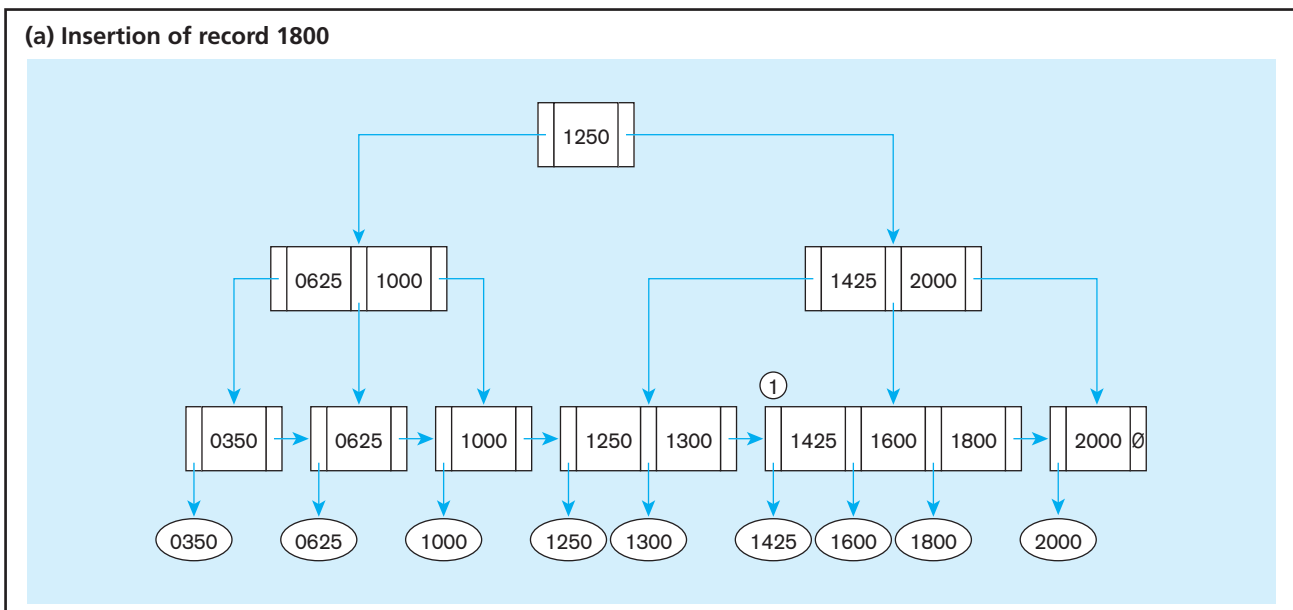 (a) Insertion of record 1800
1250
0625 1000 1425 2000
1
0350 0625 1000 1250 1300 1425 1600 1800 2000 Ø
0350 0625 1000 1250 1300 1425 1600 1800 2000